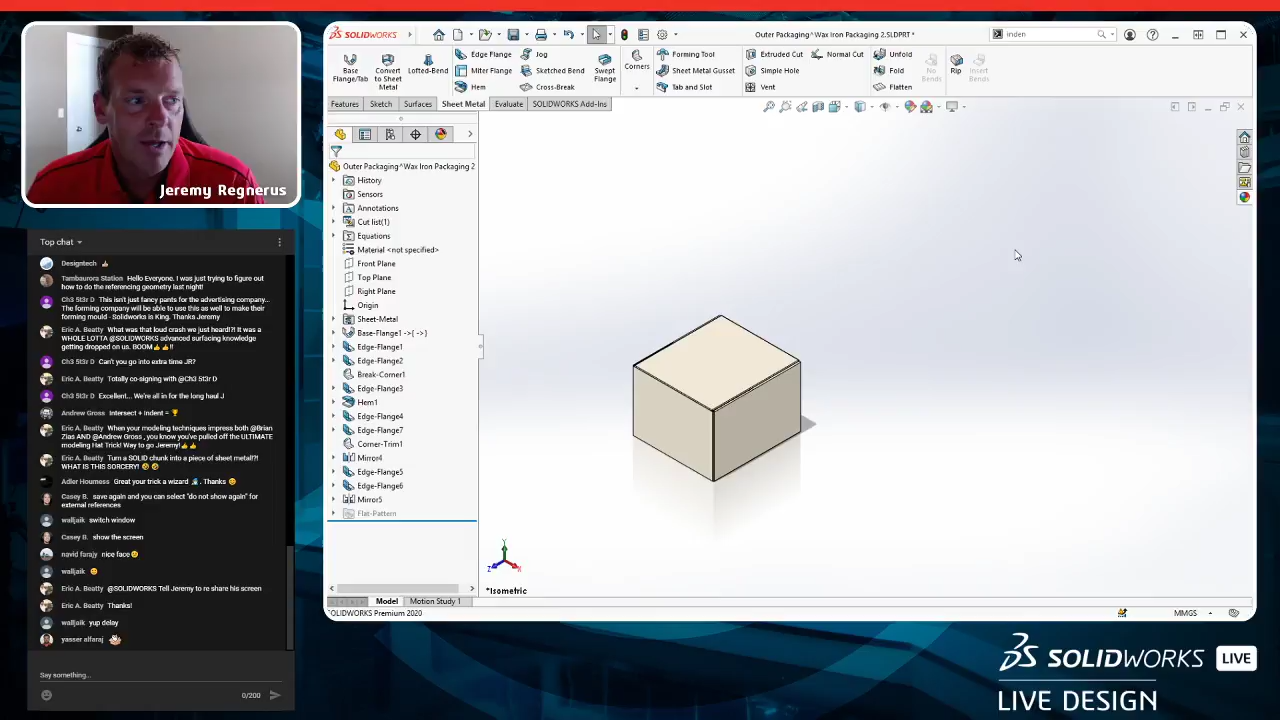 Jeremy Regnerus
Top chat
Designtech 👍
Tambaurora Station Hello Everyone. I was just trying to figure out
how to do the referencing geometry last night!
Ch3 5t3r D This isn't just fancy pants for the advertising company...
The forming company will be able to use this as well to make their
forming mould - Solidworks is King. Thanks Jeremy
Eric A. Beatty What was that loud crash we just heard!?! It was a
WHOLE LOTTA @SOLIDWORKS advanced surfacing knowledge
getting dropped on us. BOOM👍👍!!
Ch3 5t3r D Can't you go into extra time JR?
Eric A. Beatty Totally co-signing with @Ch3 5t3r D
Ch3 5t3r D Excellent... We're all in for the long haul J
Andrew Gross Intersect + Indent = 🏆
Eric A. Beatty When your modeling techniques impress both @Brian
Zias and @Andrew Gross , you know you've pulled off the ULTIMATE
modeling Hat Trick! Way to go Jeremy!👍👍
Eric A. Beatty Turn a SOLID chunk into a piece of sheet metal!?!
WHAT IS THIS SORCERY!
Adler Houmess Great your trick a wizard . Thanks
Casey B. save again and you can select "do not show again" for
external references
walljaik switch window
Casey B. show the screen
navid farajy nice face
walljaik
Eric A. Beatty @SOLIDWORKS Tell Jeremy to re share his screen
Eric A. Beatty Thanks!
walljaik yup delay
yasser alfaraj
Say something...
0/200
SOLIDWORKS
Outer Packaging^Wax Iron Packaging 2.SLDPRT *
inden
Base Flange/Tab
Convert to Sheet Metal
Lofted-Bend
Edge Flange
Miter Flange
Hem
Jog
Sketched Bend
Cross-Break
Swept Flange
Corners
Forming Tool
Sheet Metal Gusset
Tab and Slot
Extruded Cut
Simple Hole
Vent
Normal Cut
Unfold
Fold
Flatten
No Bends
Rip
Insert Bends
Features
Sketch
Surfaces
Sheet Metal
Evaluate
SOLIDWORKS Add-Ins
Outer Packaging^Wax Iron Packaging 2
History
Sensors
Annotations
Cut list(1)
Equations
Material <not specified>
Front Plane
Top Plane
Right Plane
Origin
Sheet-Metal
Base-Flange1 ->{ ->}
Edge-Flange1
Edge-Flange2
Break-Corner1
Edge-Flange3
Hem1
Edge-Flange4
Edge-Flange7
Corner-Trim1
Mirror4
Edge-Flange5
Edge-Flange6
Mirror5
Flat-Pattern
Y
Z
X
*Isometric
Model
Motion Study 1
SOLIDWORKS Premium 2020
MMGS
SOLIDWORKS LIVE
LIVE DESIGN